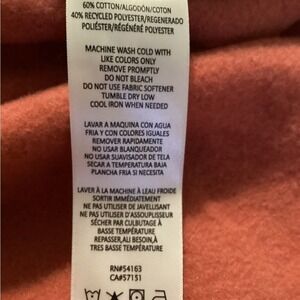 60% COTTON/ALGODÓN/COTON
40% RECYCLED POLYESTER/REGENERADO
POLIÉSTER/RÉGÉNÉRÉ POLYESTER
MACHINE WASH COLD WITH
LIKE COLORS ONLY
REMOVE PROMPTLY
DO NOT BLEACH
DO NOT USE FABRIC SOFTENER
TUMBLE DRY LOW
COOL IRON WHEN NEEDED
LAVAR A MAQUINA CON AGUA
FRIA Y CON COLORES IGUALES
REMOVER RAPIDAMENTE
NO USAR BLANQUEADOR
NO USAR SUAVISADOR DE TELA
SECAR A TEMPERATURA BAJA
PLANCHA FRIA SI NECESITA
LAVER À LA MACHINE À LEAU FROIDE
SORTIR IMMÉDIATEMENT
NE PAS UTILISER DE JAVELLISANT
NE PAS UTILISER D'ASSOUPLISSEUR
SÉCHER PAR CULBUTAGE À
BASSE TEMPÉRATURE
REPASSER,ALI BESOIN,À
TRES BASSE TEMPÉRATURE
RN#54163
CA#57151